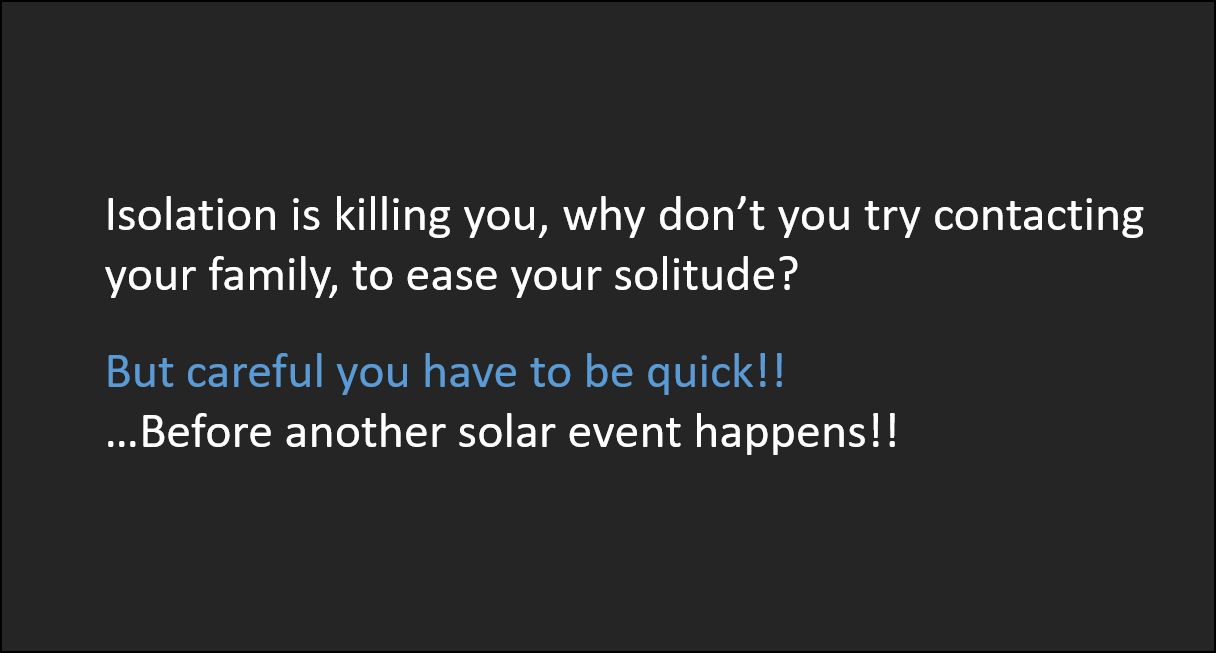 Isolation is killing you, why don’t you try contacting
your family, to ease your solitude?
But careful you have to be quick!!
…Before another solar event happens!!